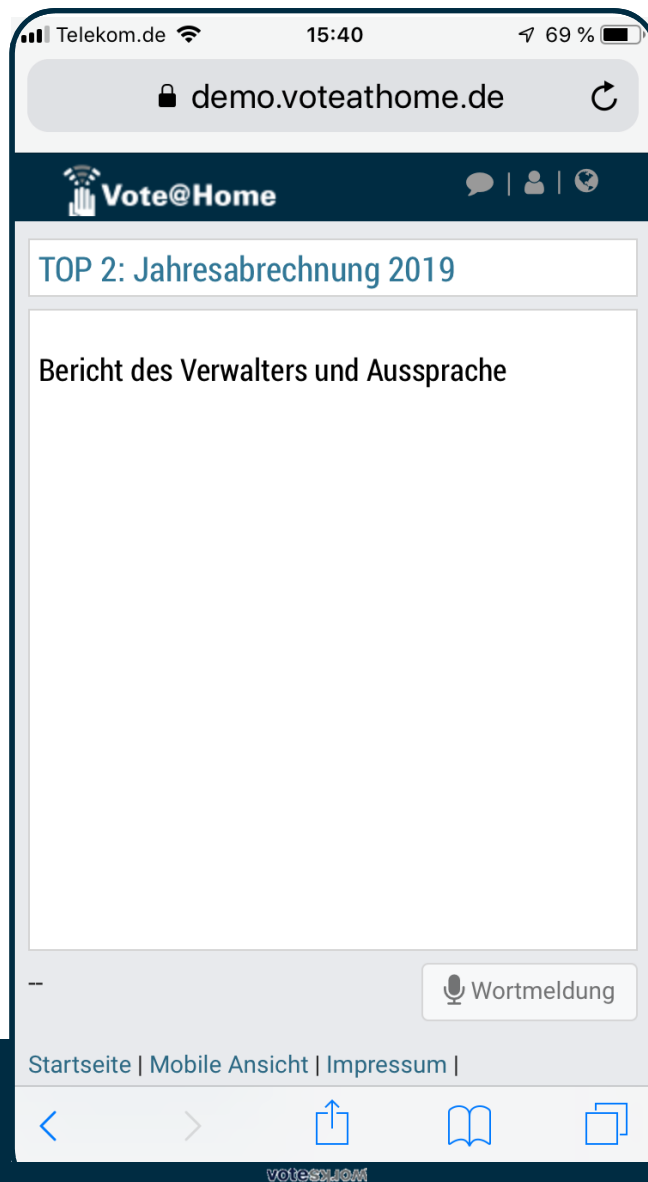 Telekom.de 15:40 69 %
demo.voteathome.de
Vote@Home | |
TOP 2: Jahresabrechnung 2019
Bericht des Verwalters und Aussprache
--
Wortmeldung
Startseite | Mobile Ansicht | Impressum |
voteworks